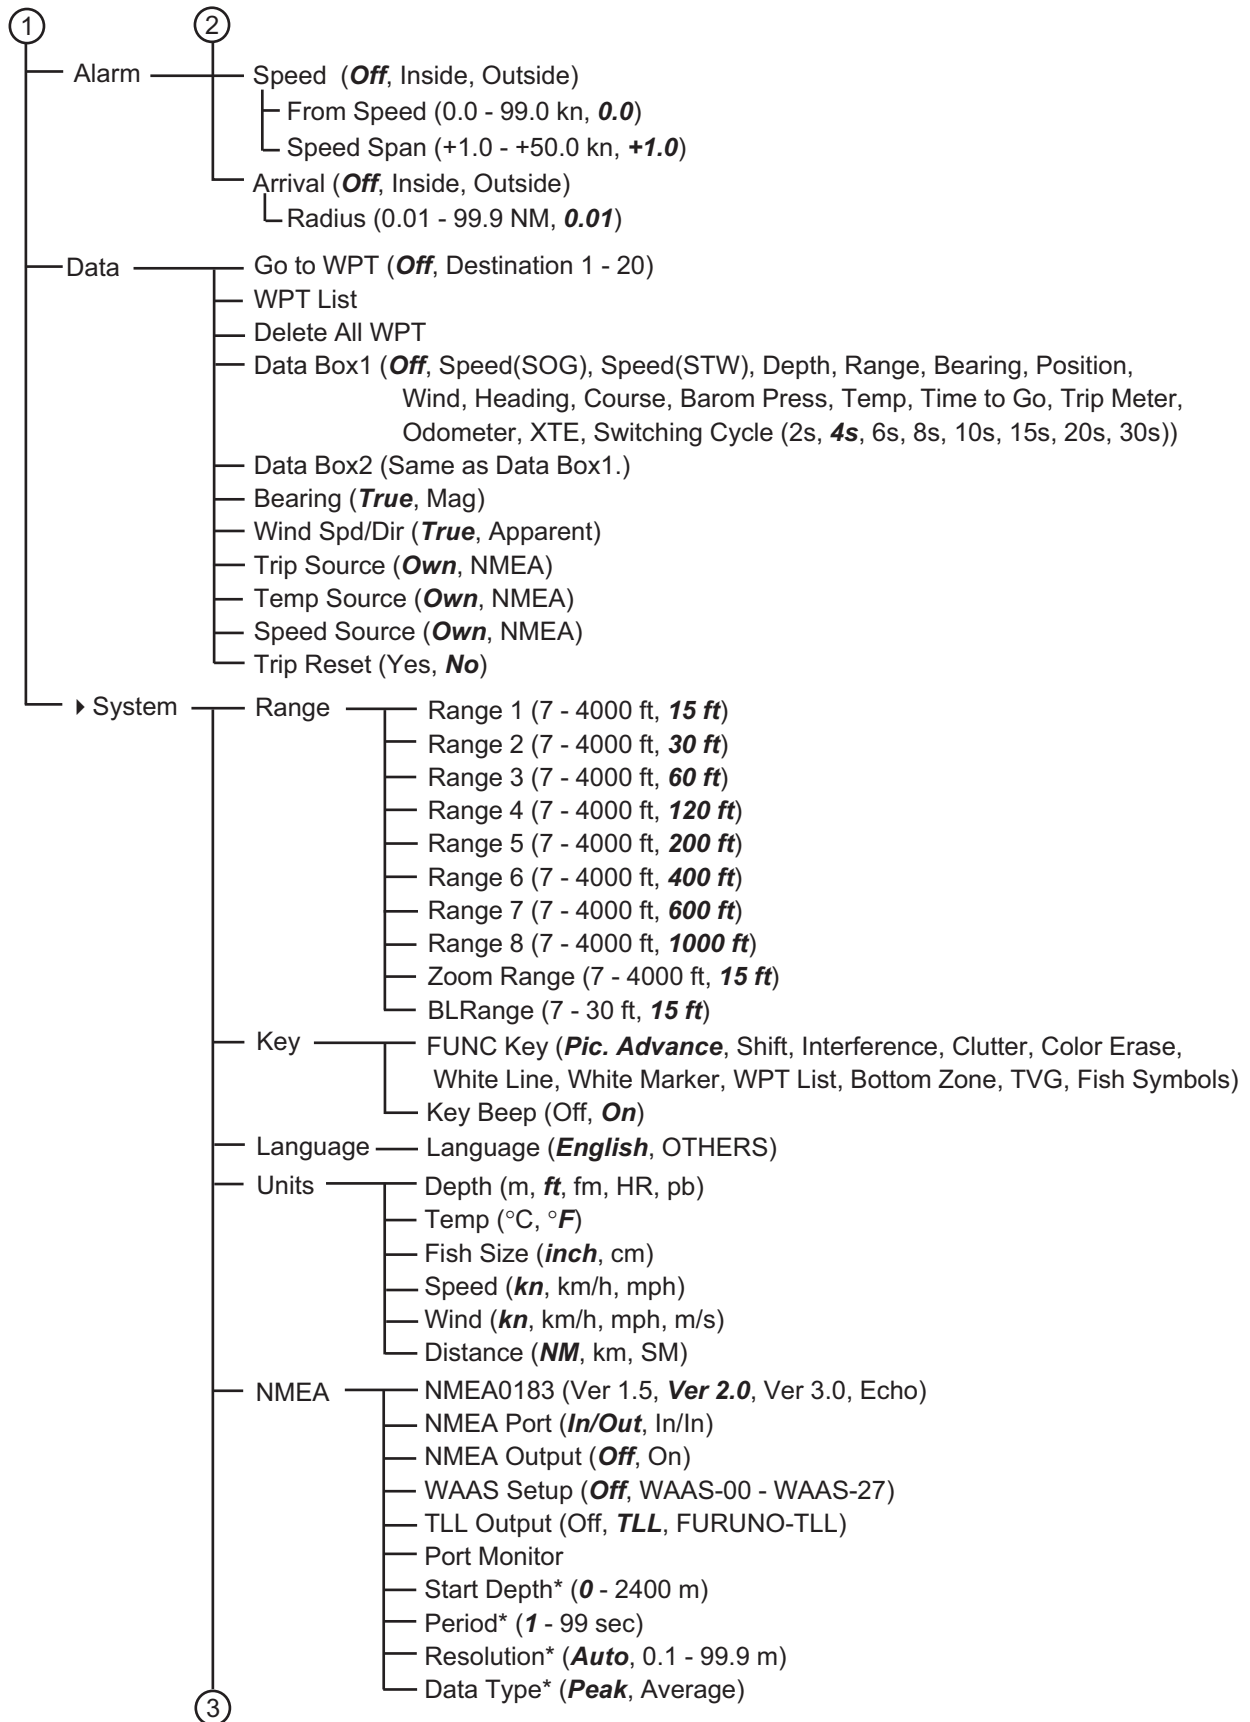 1 2
Alarm Speed (Off, Inside, Outside)
From Speed (0.0 - 99.0 kn, 0.0)
Speed Span (+1.0 - +50.0 kn, +1.0)
Arrival (Off, Inside, Outside)
Radius (0.01 - 99.9 NM, 0.01)
Data Go to WPT (Off, Destination 1 - 20)
WPT List
Delete All WPT
Data Box1 (Off, Speed(SOG), Speed(STW), Depth, Range, Bearing, Position,
Wind, Heading, Course, Barom Press, Temp, Time to Go, Trip Meter,
Odometer, XTE, Switching Cycle (2s, 4s, 6s, 8s, 10s, 15s, 20s, 30s))
Data Box2 (Same as Data Box1.)
Bearing (True, Mag)
Wind Spd/Dir (True, Apparent)
Trip Source (Own, NMEA)
Temp Source (Own, NMEA)
Speed Source (Own, NMEA)
Trip Reset (Yes, No)
System Range Range 1 (7 - 4000 ft, 15 ft)
Range 2 (7 - 4000 ft, 30 ft)
Range 3 (7 - 4000 ft, 60 ft)
Range 4 (7 - 4000 ft, 120 ft)
Range 5 (7 - 4000 ft, 200 ft)
Range 6 (7 - 4000 ft, 400 ft)
Range 7 (7 - 4000 ft, 600 ft)
Range 8 (7 - 4000 ft, 1000 ft)
Zoom Range (7 - 4000 ft, 15 ft)
BLRange (7 - 30 ft, 15 ft)
Key FUNC Key (Pic. Advance, Shift, Interference, Clutter, Color Erase,
White Line, White Marker, WPT List, Bottom Zone, TVG, Fish Symbols)
Key Beep (Off, On)
Language Language (English, OTHERS)
Units Depth (m, ft, fm, HR, pb)
Temp (°C, °F)
Fish Size (inch, cm)
Speed (kn, km/h, mph)
Wind (kn, km/h, mph, m/s)
Distance (NM, km, SM)
NMEA NMEA0183 (Ver 1.5, Ver 2.0, Ver 3.0, Echo)
NMEA Port (In/Out, In/In)
NMEA Output (Off, On)
WAAS Setup (Off, WAAS-00 - WAAS-27)
TLL Output (Off, TLL, FURUNO-TLL)
Port Monitor
Start Depth* (0 - 2400 m)
Period* (1 - 99 sec)
Resolution* (Auto, 0.1 - 99.9 m)
Data Type* (Peak, Average)
3